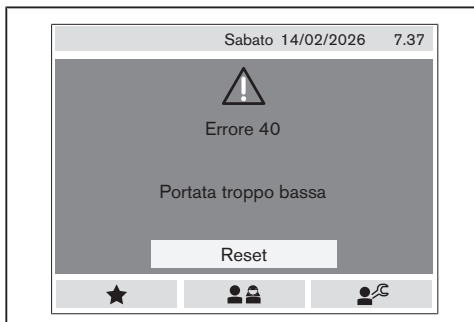 Sabato 14/02/2026 7.37
Errore 40
Portata troppo bassa
Reset